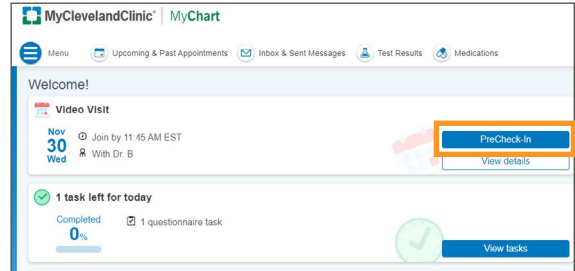 MyClevelandClinic® MyChart
Menu Upcoming & Past Appointments Inbox & Sent Messages Test Results Medications
Welcome!
Video Visit
Nov
30
Wed
Join by 11:45 AM EST
With Dr. B
PreCheck-In
View details
1 task left for today
Completed
0%
1 questionnaire task
View tasks